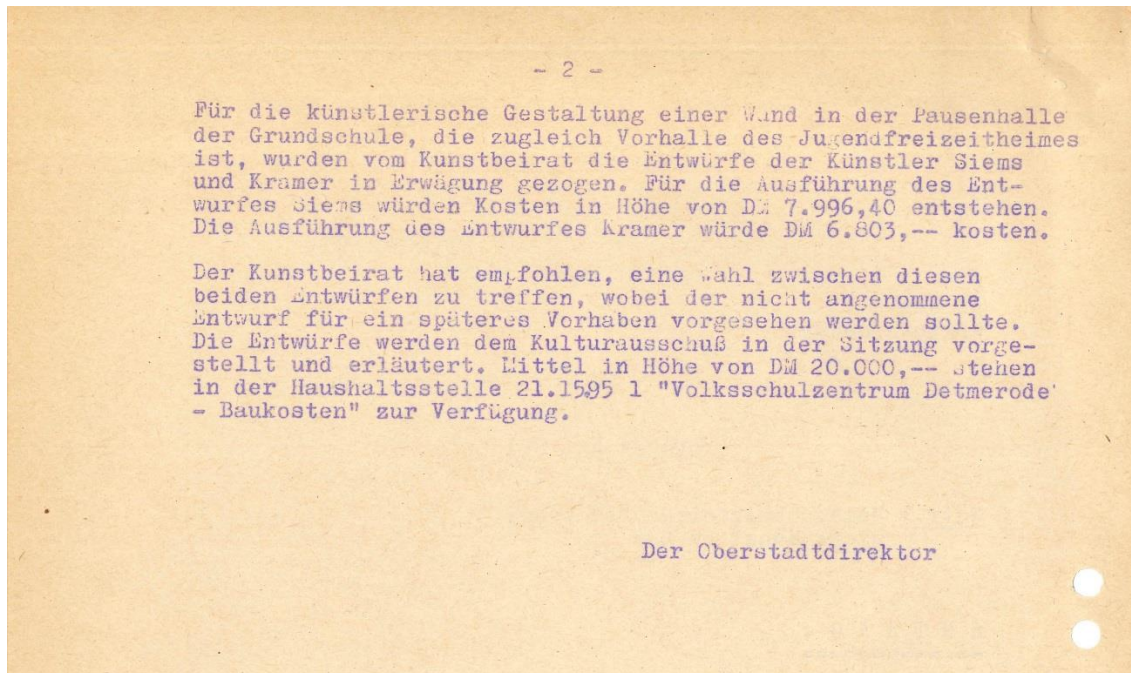 - 2 -
Für die künstlerische Gestaltung einer Wand in der Pausenhalle
der Grundschule, die zugleich Vorhalle des Jugendfreizeitheimes
ist, wurden vom Kunstbeirat die Entwürfe der Künstler Siems
und Kramer in Erwägung gezogen. Für die Ausführung des Ent-
wurfes Siems würden Kosten in Höhe von DM 7.996,40 entstehen.
Die Ausführung des Entwurfes Kramer würde DM 6.803,-- kosten.
Der Kunstbeirat hat empfohlen, eine Wahl zwischen diesen
beiden Entwürfen zu treffen, wobei der nicht angenommene
Entwurf für ein späteres Vorhaben vorgesehen werden sollte.
Die Entwürfe werden dem Kulturausschuß in der Sitzung vorge-
stellt und erläutert. Mittel in Höhe von DM 20.000,-- stehen
in der Haushaltsstelle 21.1595 1 "Volksschulzentrum Detmerode
- Baukosten" zur Verfügung.
Der Oberstadtdirektor